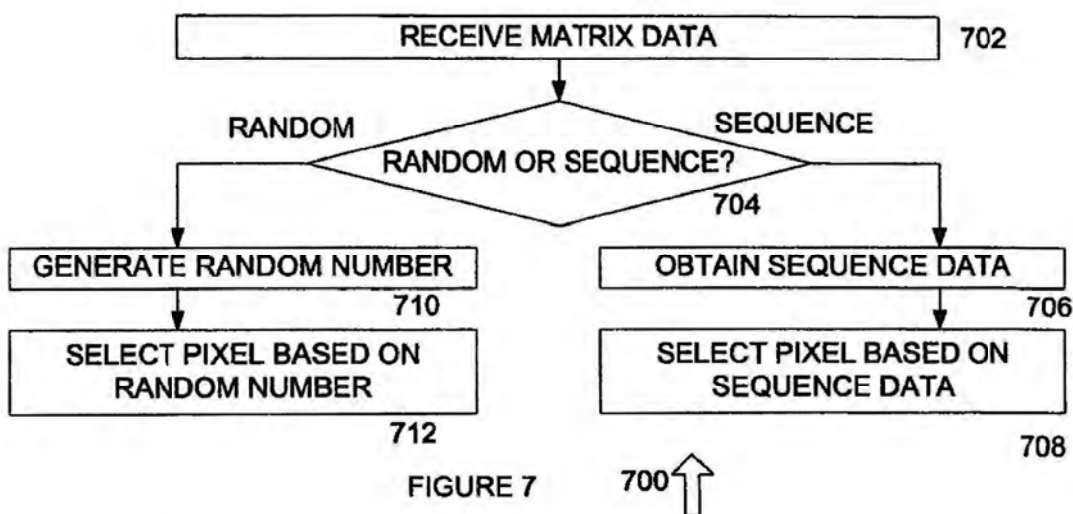 RECEIVE MATRIX DATA
702
RANDOM
SEQUENCE
RANDOM OR SEQUENCE?
704
GENERATE RANDOM NUMBER
710
OBTAIN SEQUENCE DATA
706
SELECT PIXEL BASED ON
RANDOM NUMBER
712
SELECT PIXEL BASED ON
SEQUENCE DATA
708
FIGURE 7
700